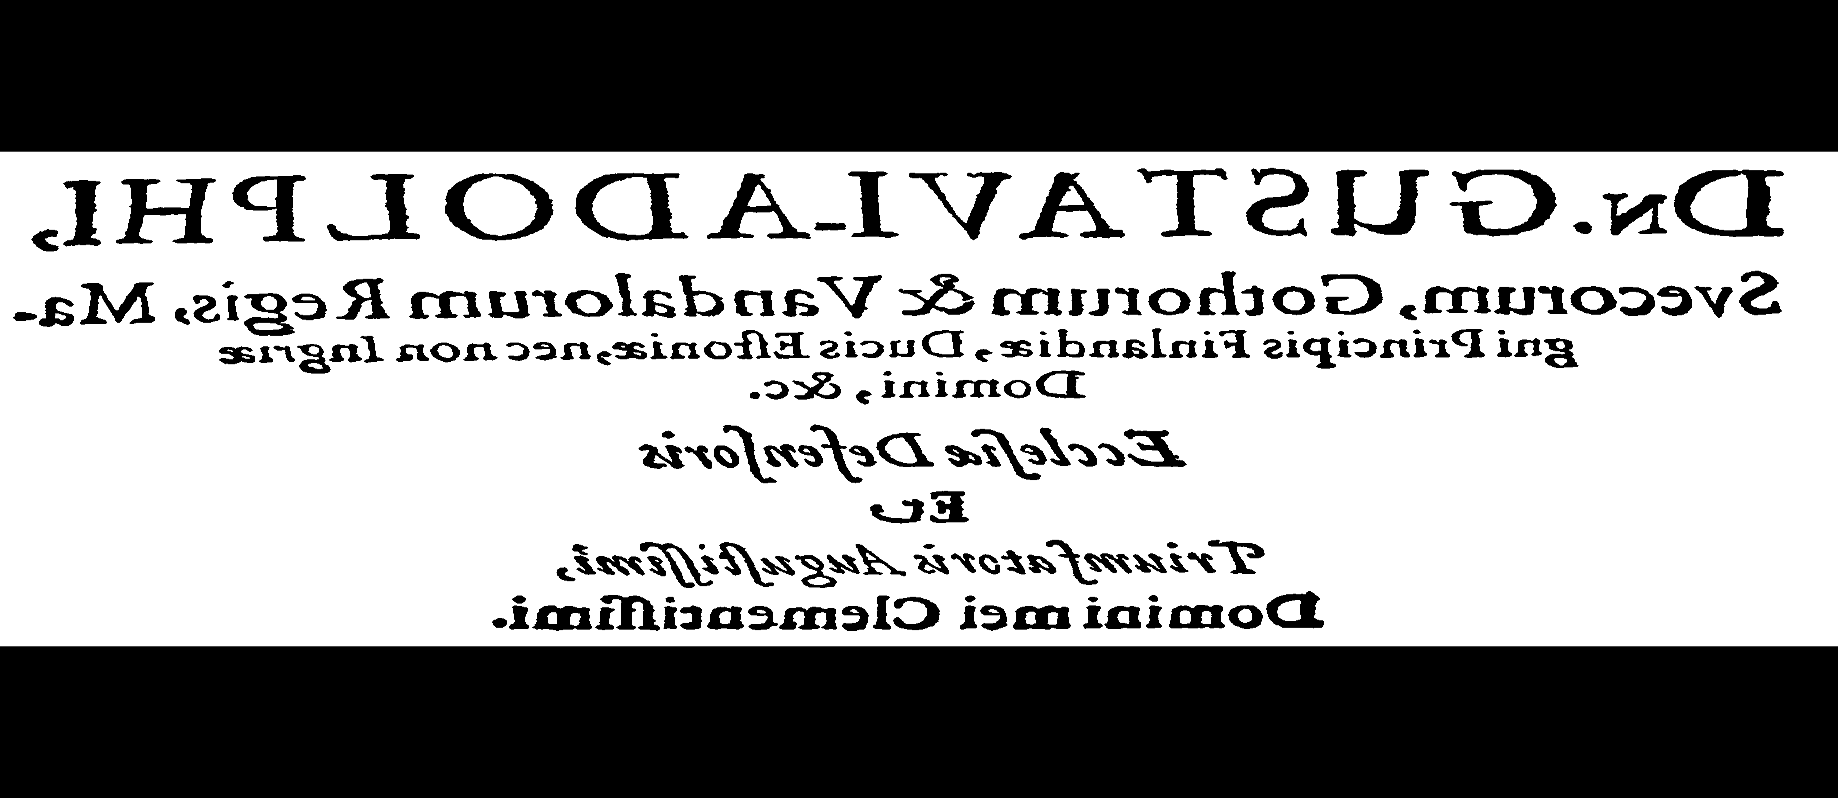 DN. GUSTAVI-ADOLPHI,
Svecorum, Gothorum & Vandalorum Regis, Ma-
gni Principis Finlandiæ, Ducis Eſtoniæ, nec non Ingriæ
Domini, &c.
Eccleſiæ Defenſoris
Et
Triumfatoris Auguſtiſſimi,
Domini mei Clementiſſimi.